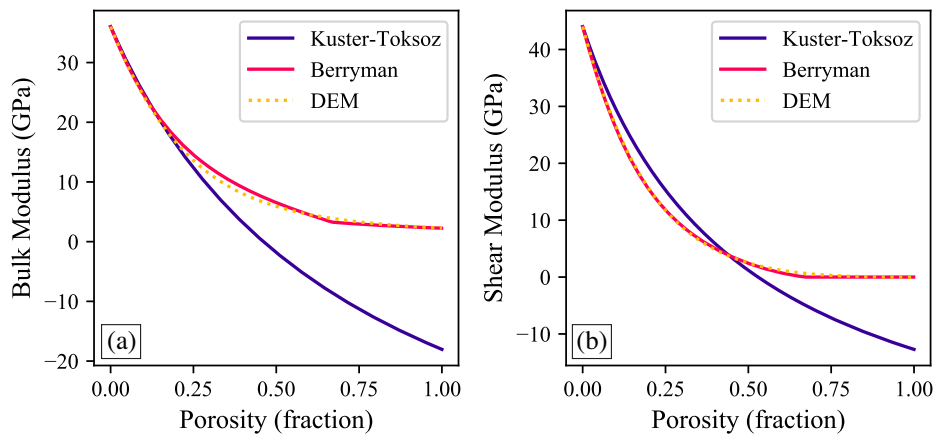 Bulk Modulus (GPa)
30
20
10
0
−10
−20
Kuster-Toksoz
Berryman
DEM
(a)
0.00 0.25 0.50 0.75 1.00
Porosity (fraction)
Shear Modulus (GPa)
40
30
20
10
0
−10
Kuster-Toksoz
Berryman
DEM
(b)
0.00 0.25 0.50 0.75 1.00
Porosity (fraction)